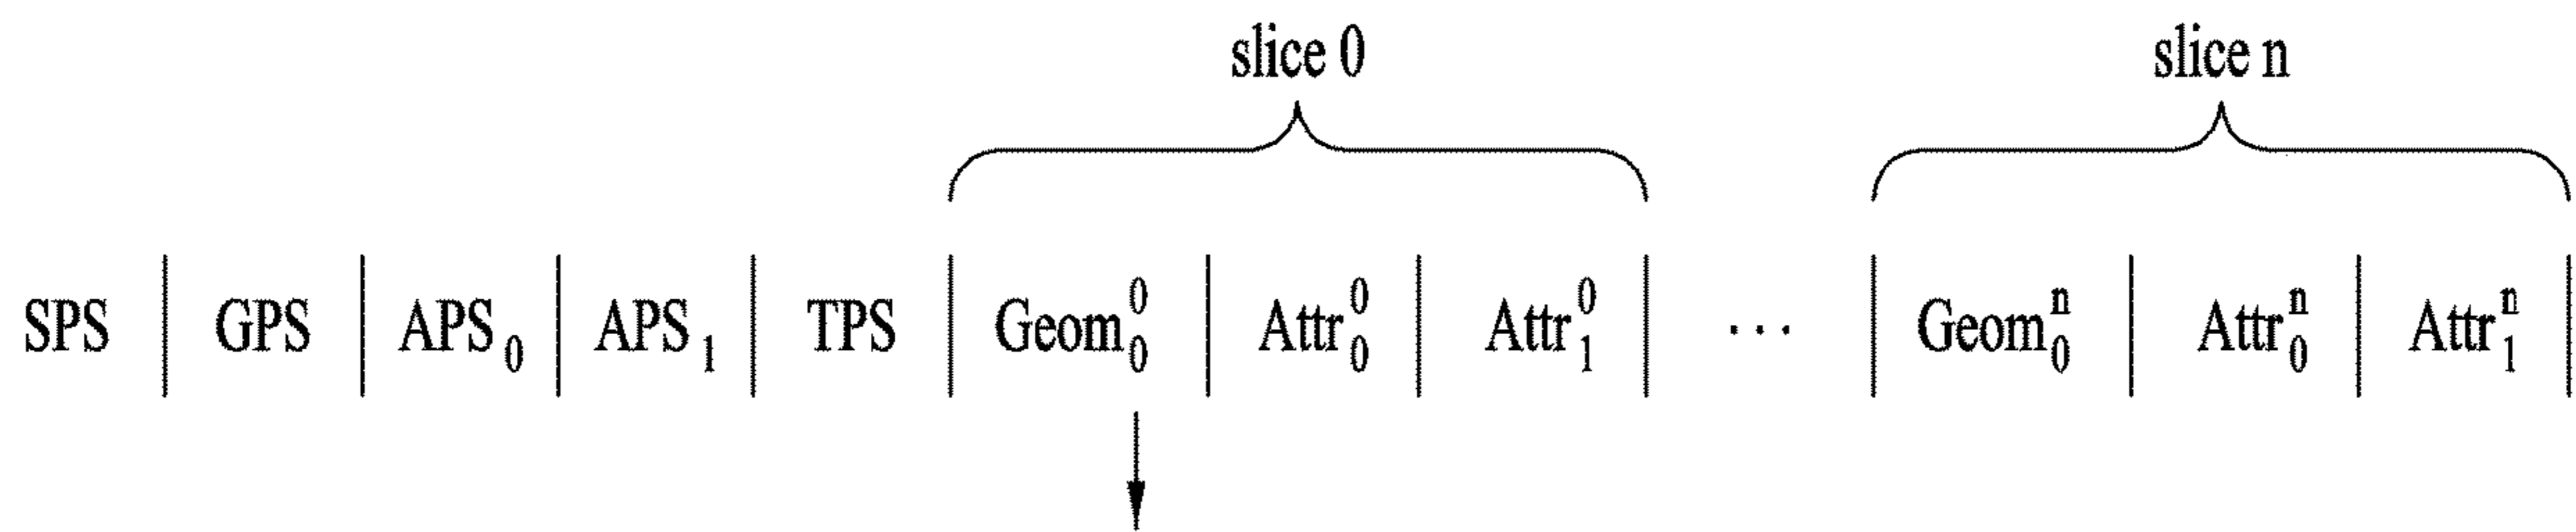 slice 0 slice n
SPS GPS APS₀ APS₁ TPS Geom₀⁰ Attr₀⁰ Attr₁⁰ ... Geom₀ⁿ Attr₀ⁿ Attr₁ⁿ